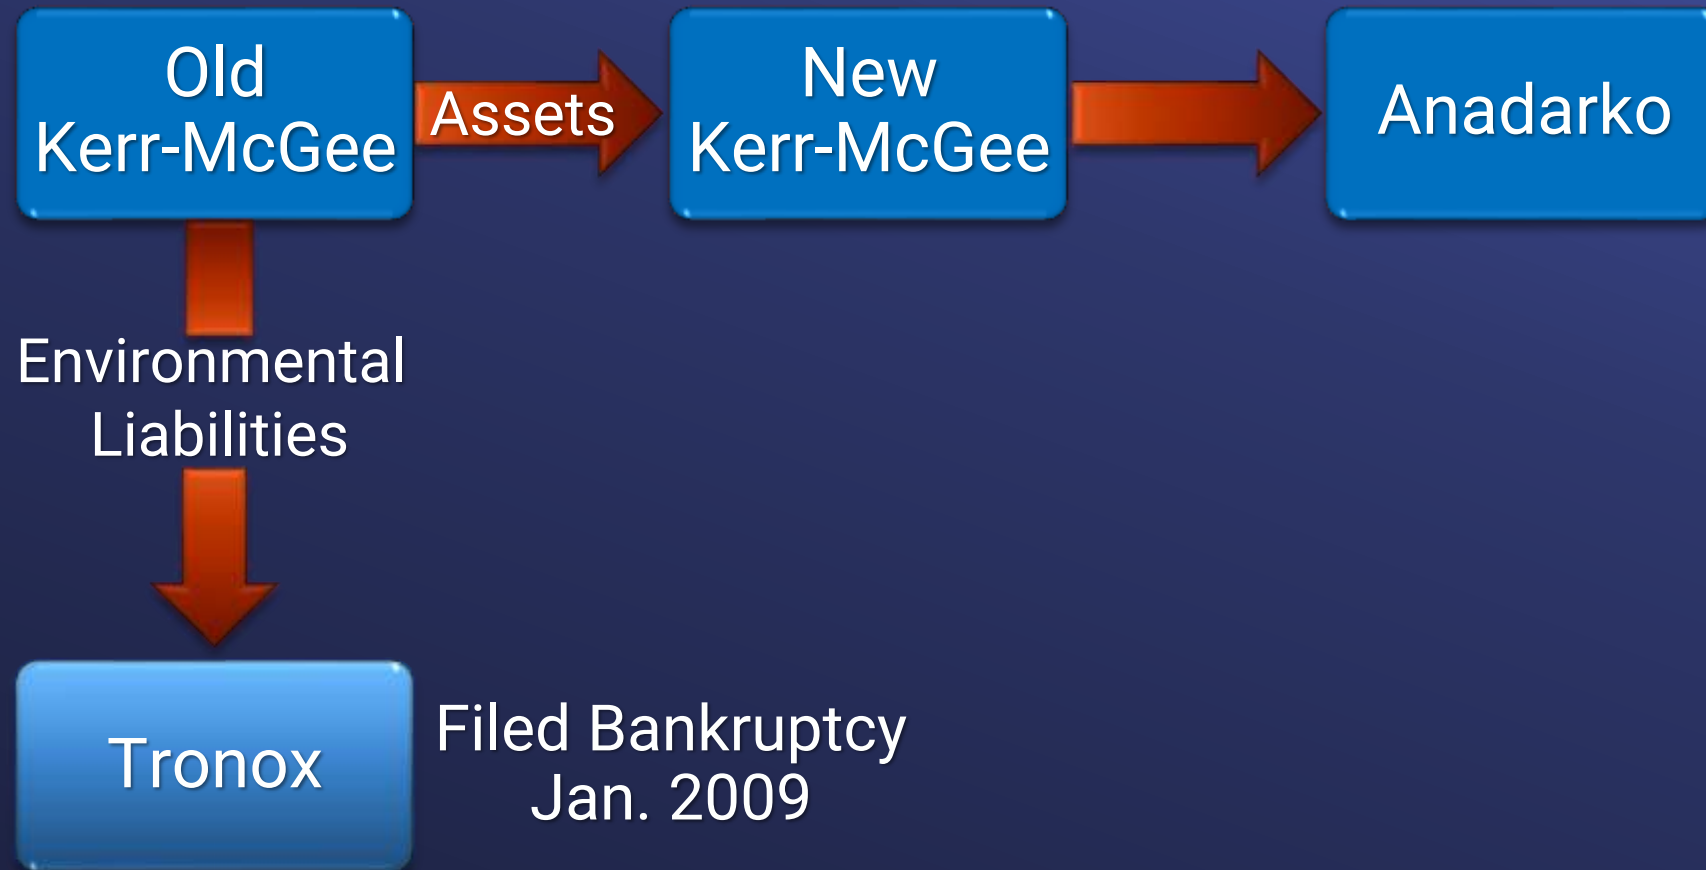 Old
Kerr-McGee
Assets
New
Kerr-McGee
Anadarko
Environmental
Liabilities
Tronox
Filed Bankruptcy
Jan. 2009